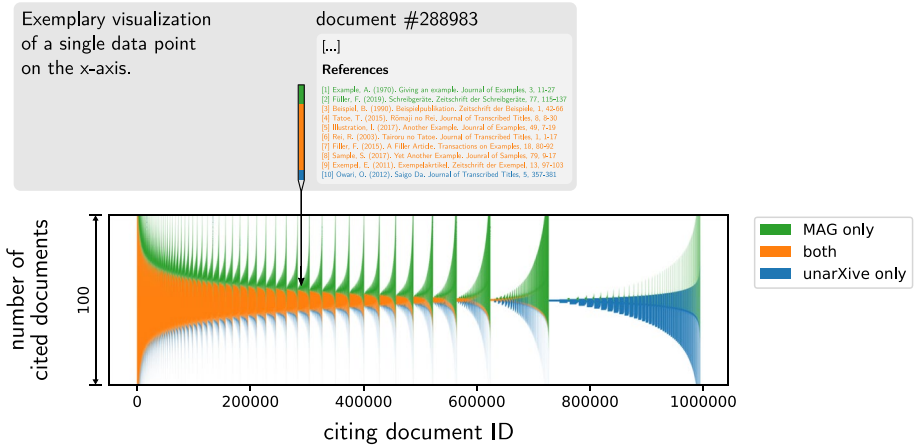 Exemplary visualization
of a single data point
on the x-axis.
document #288983
[...]
References
[1] Example, A. (1970). Giving an example. Journal of Examples, 3, 11-27
[2] Füller, F. (2019). Schreibgeräte. Zeitschrift der Schreibgeräte, 77, 115-137
[3] Beispiel, B. (1990). Beispielpublikation. Zeitschrift der Beispiele, 1, 42-66
[4] Tatoe, T. (2015). Rōmaji no Rei. Journal of Transcribed Titles, 8, 8-30
[5] Illustration, I. (2017). Another Example. Journal of Examples, 49, 7-19
[6] Rei, R. (2003). Tairoru no Tatoe. Journal of Transcribed Titles, 1, 1-17
[7] Filler, F. (2015). A Filler Article. Transactions on Examples, 18, 80-92
[8] Sample, S. (2017). Yet Another Example. Jounral of Samples, 79, 9-17
[9] Exempel, E. (2011). Exempelakrtikel. Zeitschrift der Exempel. 13, 97-103
[10] Owari, O. (2012). Saigo Da. Journal of Transcribed Titles, 5, 357-381
number of
cited documents
100
MAG only
both
unarXive only
0
200000
400000
600000
800000
1000000
citing document ID